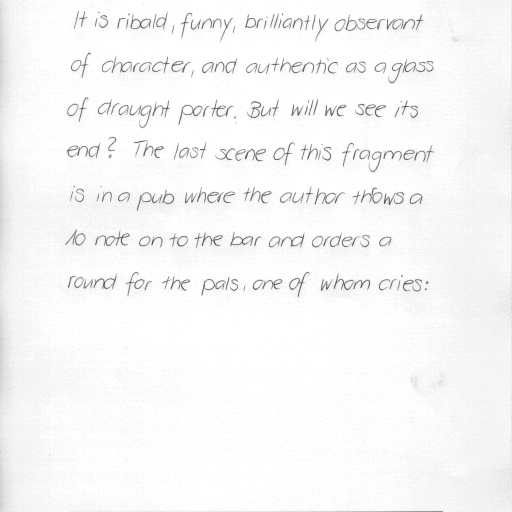 It is ribald, funny, brilliantly observant
of character, and authentic as a glass
of draught porter. But will we see its
end? The last scene of this fragment
is in a pub where the author throws a
10 note on to the bar and orders a
round for the pals, one of whom cries: